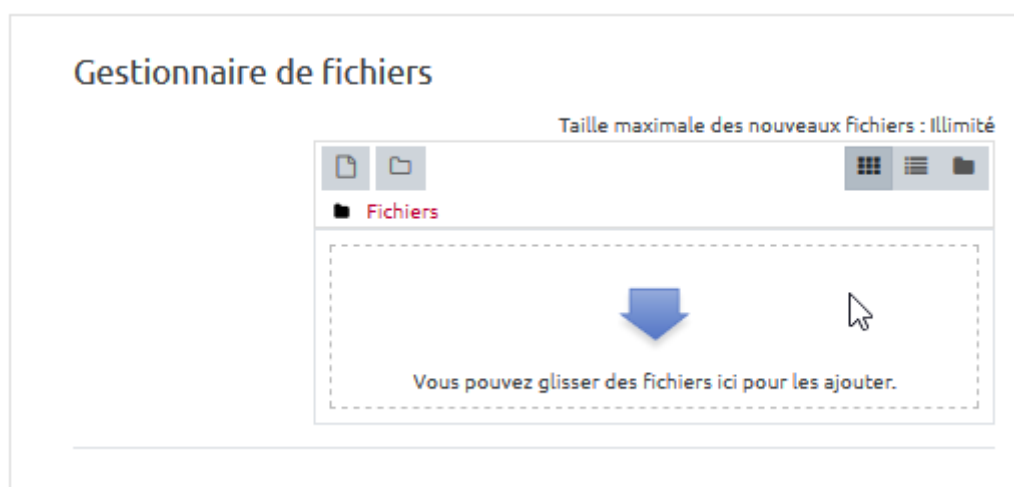 Gestionnaire de fichiers
Taille maximale des nouveaux fichiers : Illimité
Fichiers
Vous pouvez glisser des fichiers ici pour les ajouter.